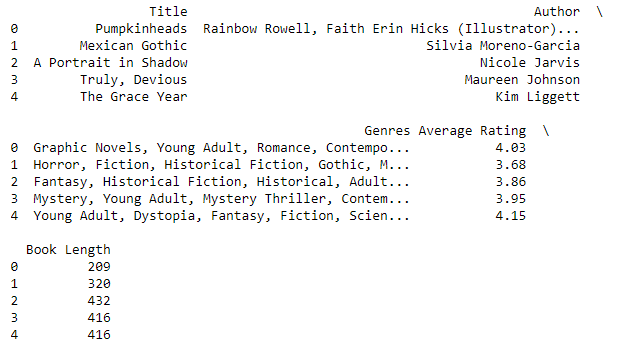 Title Author \
0 Pumpkinheads Rainbow Rowell, Faith Erin Hicks (Illustrator)...
1 Mexican Gothic Silvia Moreno-Garcia
2 A Portrait in Shadow Nicole Jarvis
3 Truly, Devious Maureen Johnson
4 The Grace Year Kim Liggett
Genres Average Rating \
0 Graphic Novels, Young Adult, Romance, Contempo... 4.03
1 Horror, Fiction, Historical Fiction, Gothic, M... 3.68
2 Fantasy, Historical Fiction, Historical, Adult... 3.86
3 Mystery, Young Adult, Mystery Thriller, Contem... 3.95
4 Young Adult, Dystopia, Fantasy, Fiction, Scien... 4.15
Book Length
0 209
1 320
2 432
3 416
4 416